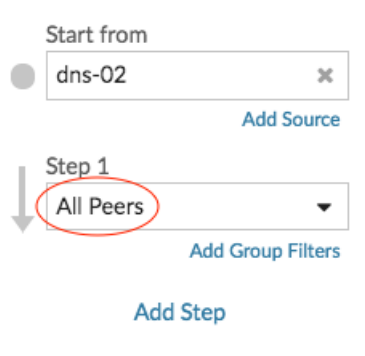 Start from
dns-02
Add Source
Step 1
All Peers
Add Group Filters
Add Step